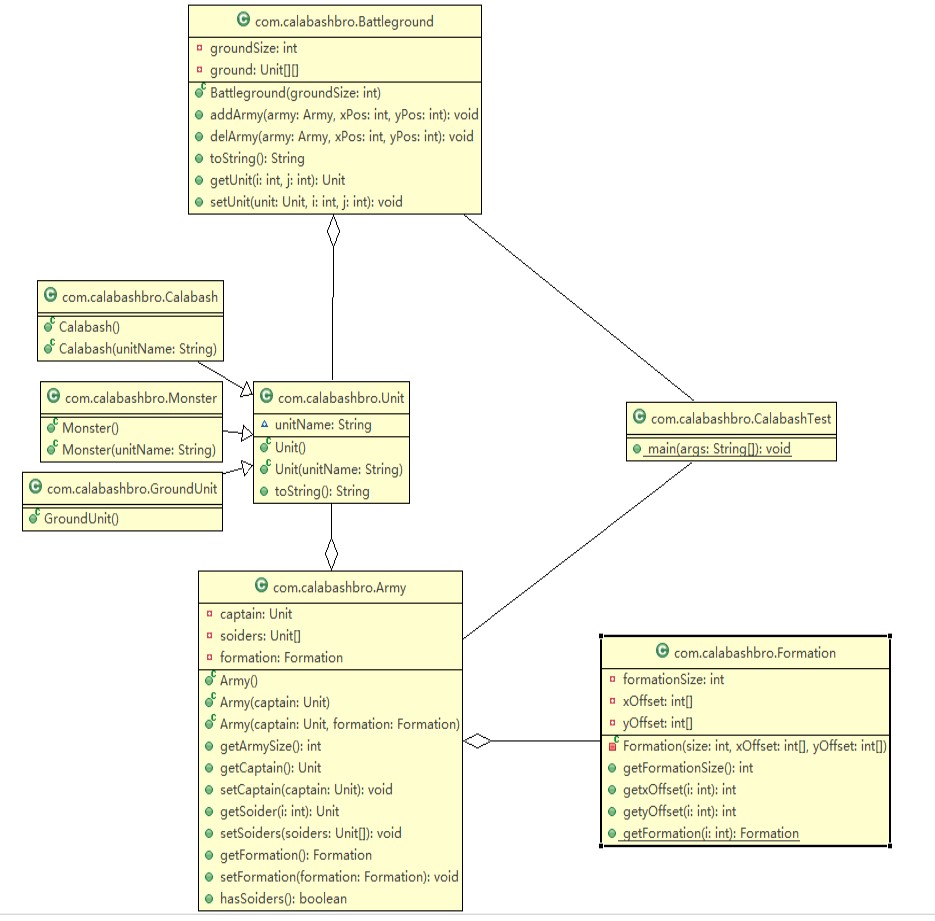 com.calabashbro.Battleground
groundSize: int
ground: Unit[][]
Battleground(groundSize: int)
addArmy(army: Army, xPos: int, yPos: int): void
delArmy(army: Army, xPos: int, yPos: int): void
toString(): String
getUnit(i: int, j: int): Unit
setUnit(unit: Unit, i: int, j: int): void
com.calabashbro.Calabash
Calabash()
Calabash(unitName: String)
com.calabashbro.Monster
Monster()
Monster(unitName: String)
com.calabashbro.GroundUnit
GroundUnit()
com.calabashbro.Unit
unitName: String
Unit()
Unit(unitName: String)
toString(): String
com.calabashbro.CalabashTest
main(args: String[]): void
com.calabashbro.Army
captain: Unit
soiders: Unit[]
formation: Formation
Army()
Army(captain: Unit)
Army(captain: Unit, formation: Formation)
getArmySize(): int
getCaptain(): Unit
setCaptain(captain: Unit): void
getSoider(i: int): Unit
setSoiders(soiders: Unit[]): void
getFormation(): Formation
setFormation(formation: Formation): void
hasSoiders(): boolean
com.calabashbro.Formation
formationSize: int
xOffset: int[]
yOffset: int[]
Formation(size: int, xOffset: int[], yOffset: int[])
getFormationSize(): int
getxOffset(i: int): int
getyOffset(i: int): int
getFormation(i: int): Formation